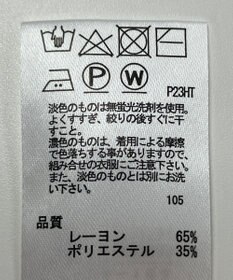 P W
P23HT
淡色のものは無蛍光洗剤を使用。
よくすすぎ、絞りの後すぐに干
すこと。
濃色のものは、着用による摩擦
で色落ちする事がありますので、
組み合せの衣服にご注意下さい。
また、淡色のものとは別にお洗
い下さい。
105
品質
レーヨン 65%
ポリエステル 35%